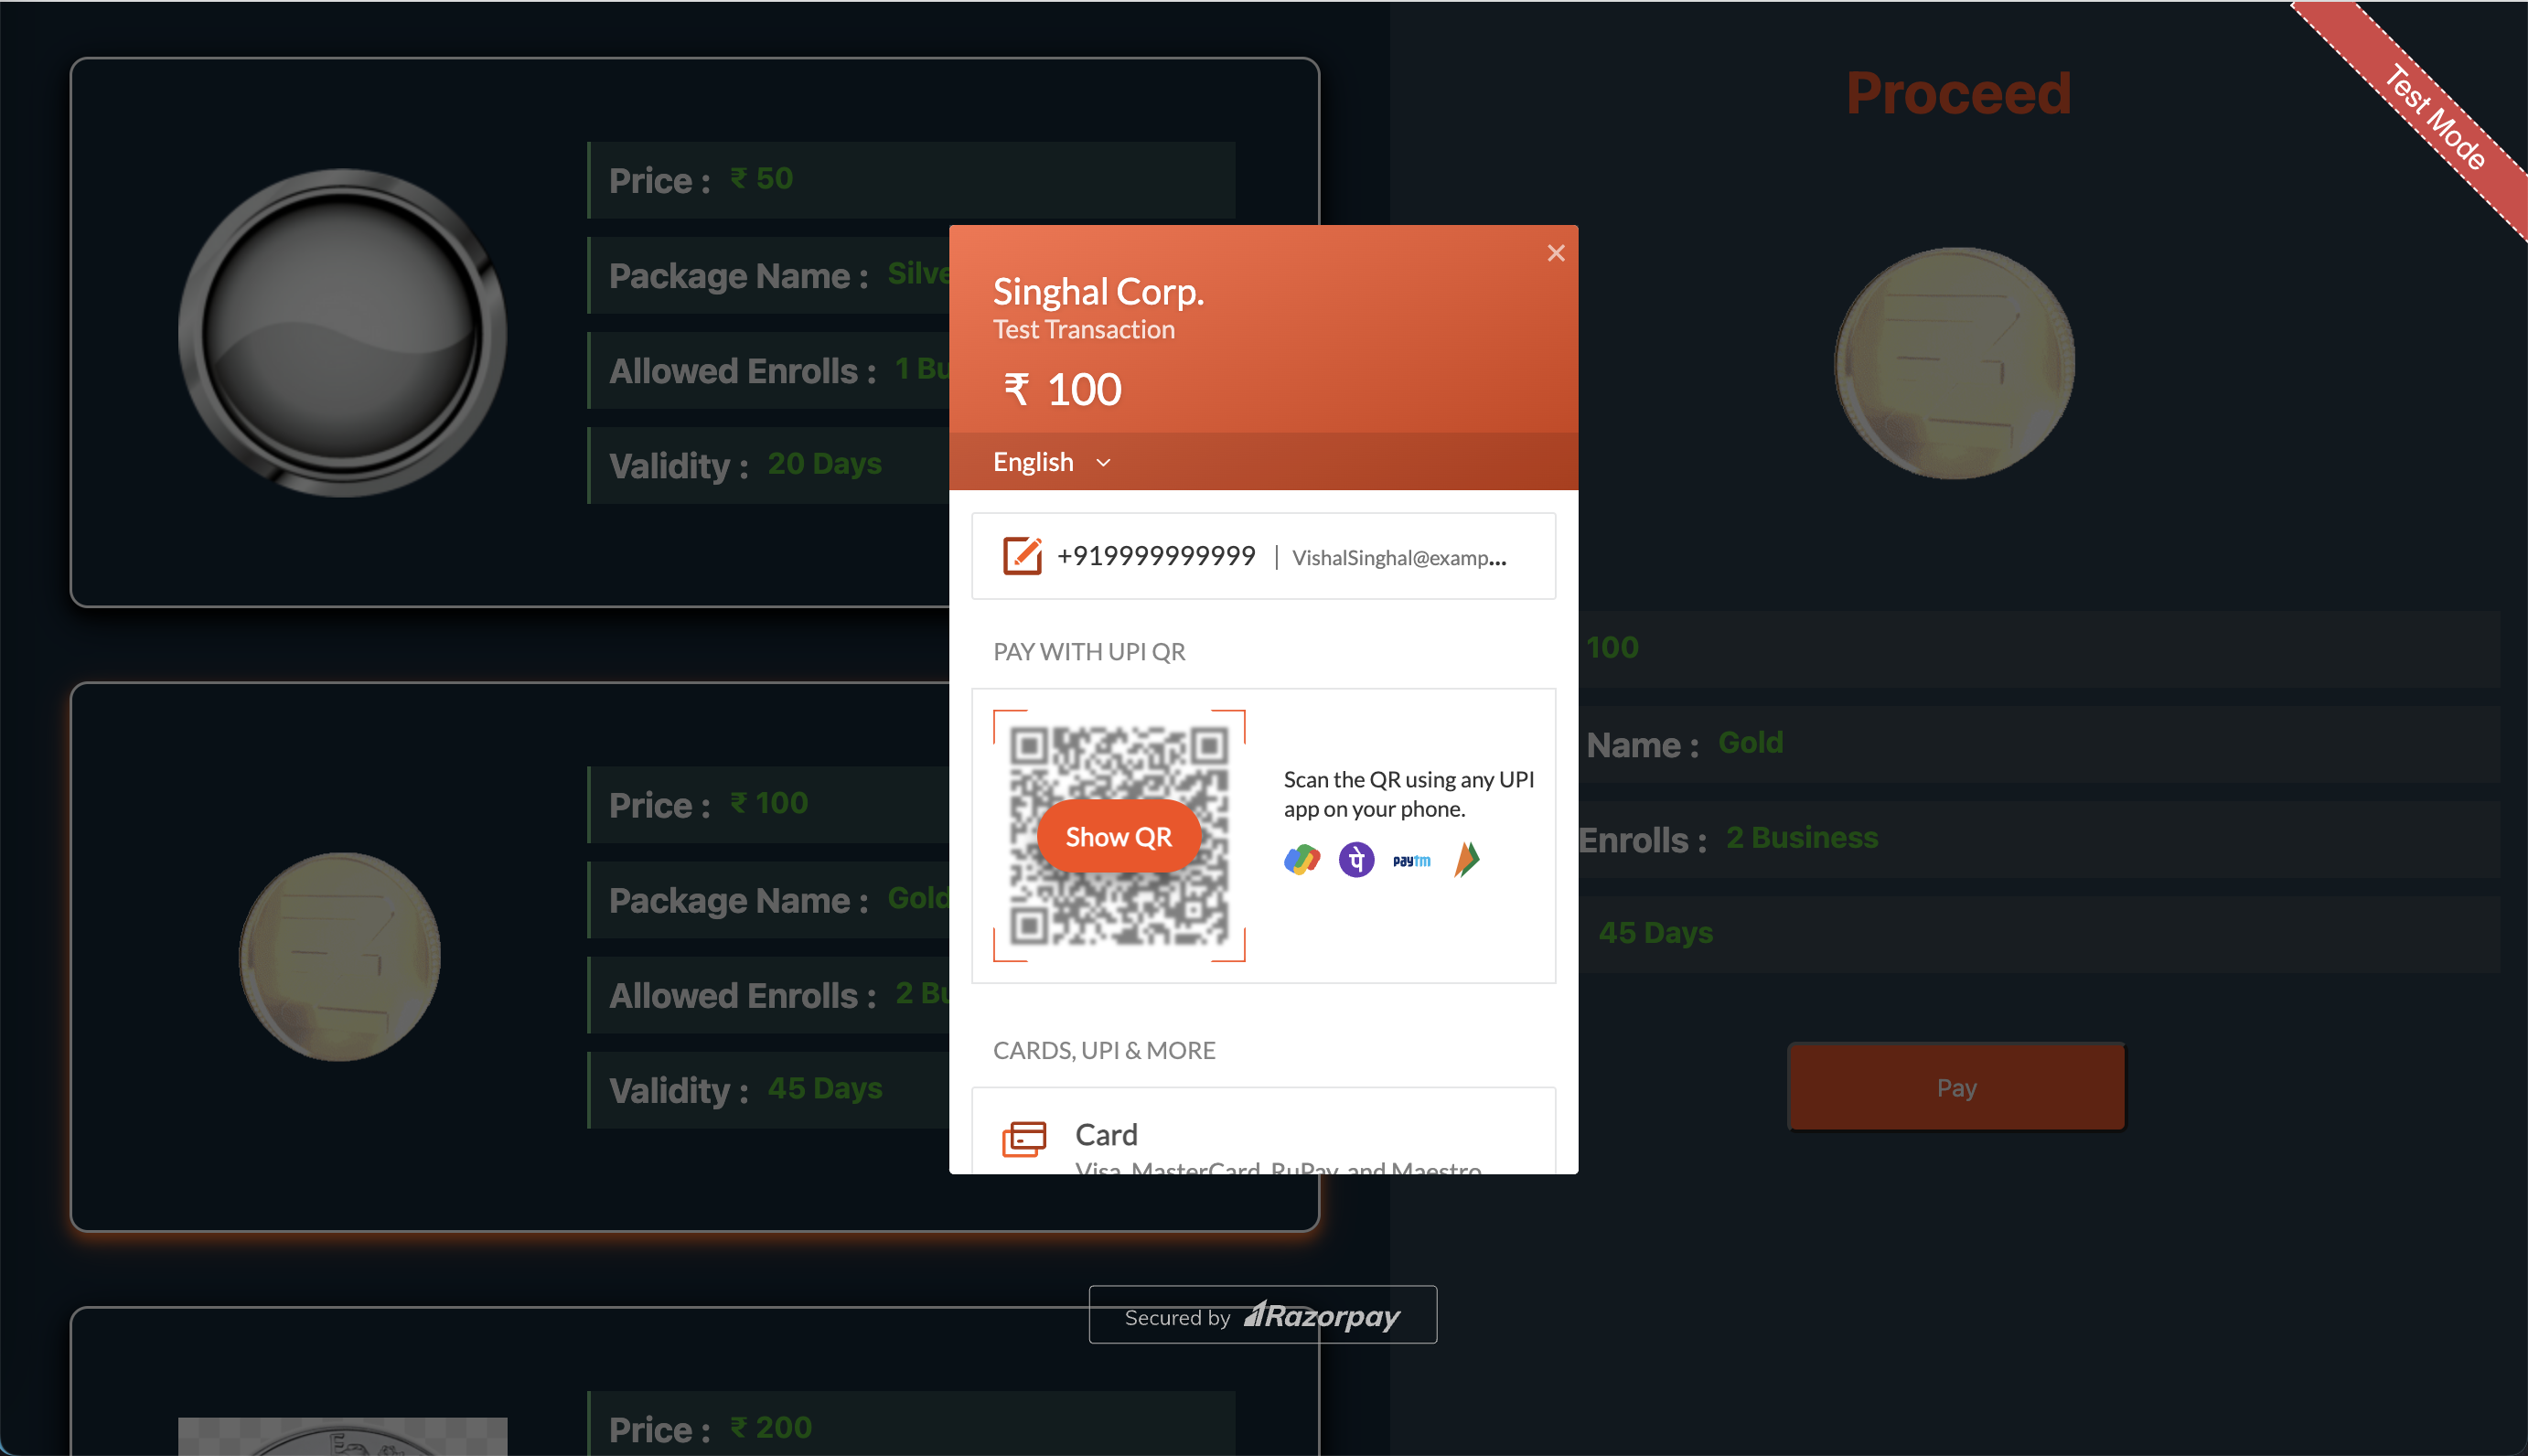 Price : ₹ 50
Package Name : Silve
Allowed Enrolls : 1 Bu
Validity : 20 Days
Price : ₹ 100
Package Name : Gold
Allowed Enrolls : 2 Bu
Validity : 45 Days
Price : ₹ 200
Singhal Corp.
Test Transaction
₹ 100
English
+919999999999 | VishalSinghal@examp...
PAY WITH UPI QR
Show QR
Scan the QR using any UPI
app on your phone.
पे
paytm
CARDS, UPI & MORE
Card
Visa, MasterCard, RuPay, and Maestro
Secured by Razorpay
Proceed
100
Name : Gold
Enrolls : 2 Business
45 Days
Pay
Test Mode